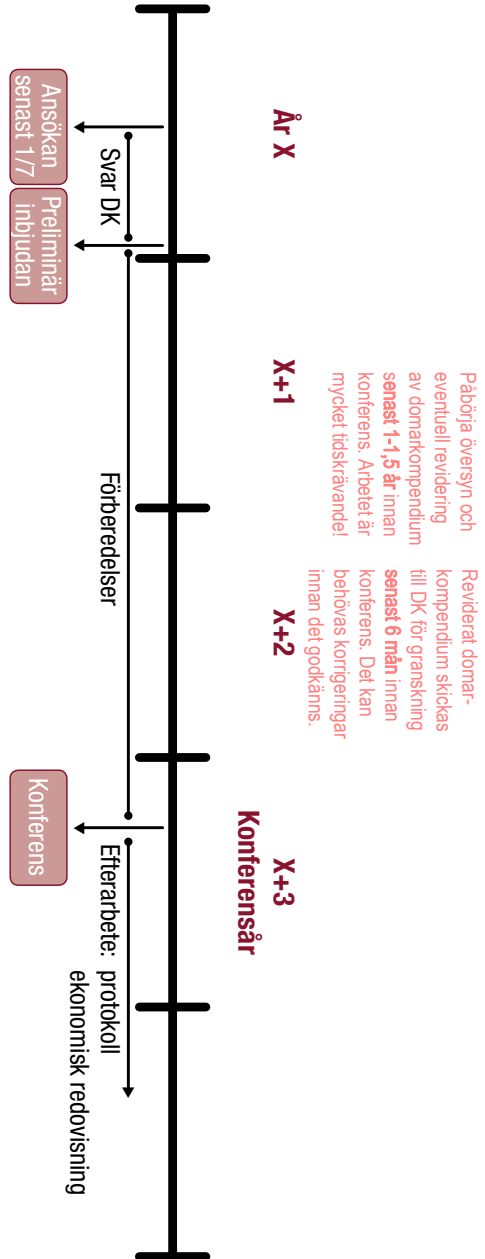 Påbörja översyn och
eventuell revidering
av domarkompendium
senast 1-1,5 år innan
konferens. Arbetet är
mycket tidskrävande!
Reviderat domar-
kompendium skickas
till DK för granskning
senast 6 mån innan
konferens. Det kan
behövas korrigeringar
innan det godkänns.
År X
X+1
X+2
X+3
Konferensår
Svar DK
Förberedelser
Efterarbete: protokoll
ekonomisk redovisning
Ansökan
senast 1/7
Preliminär
inbjudan
Konferens